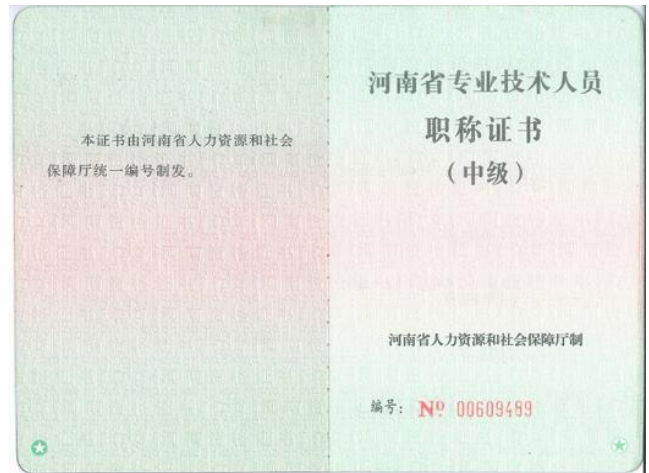 本证书由河南省人力资源和社会
保障厅统一编号制发。
河南省专业技术人员
职称证书
（中级）
河南省人力资源和社会保障厅制
编号： Nº 00609489